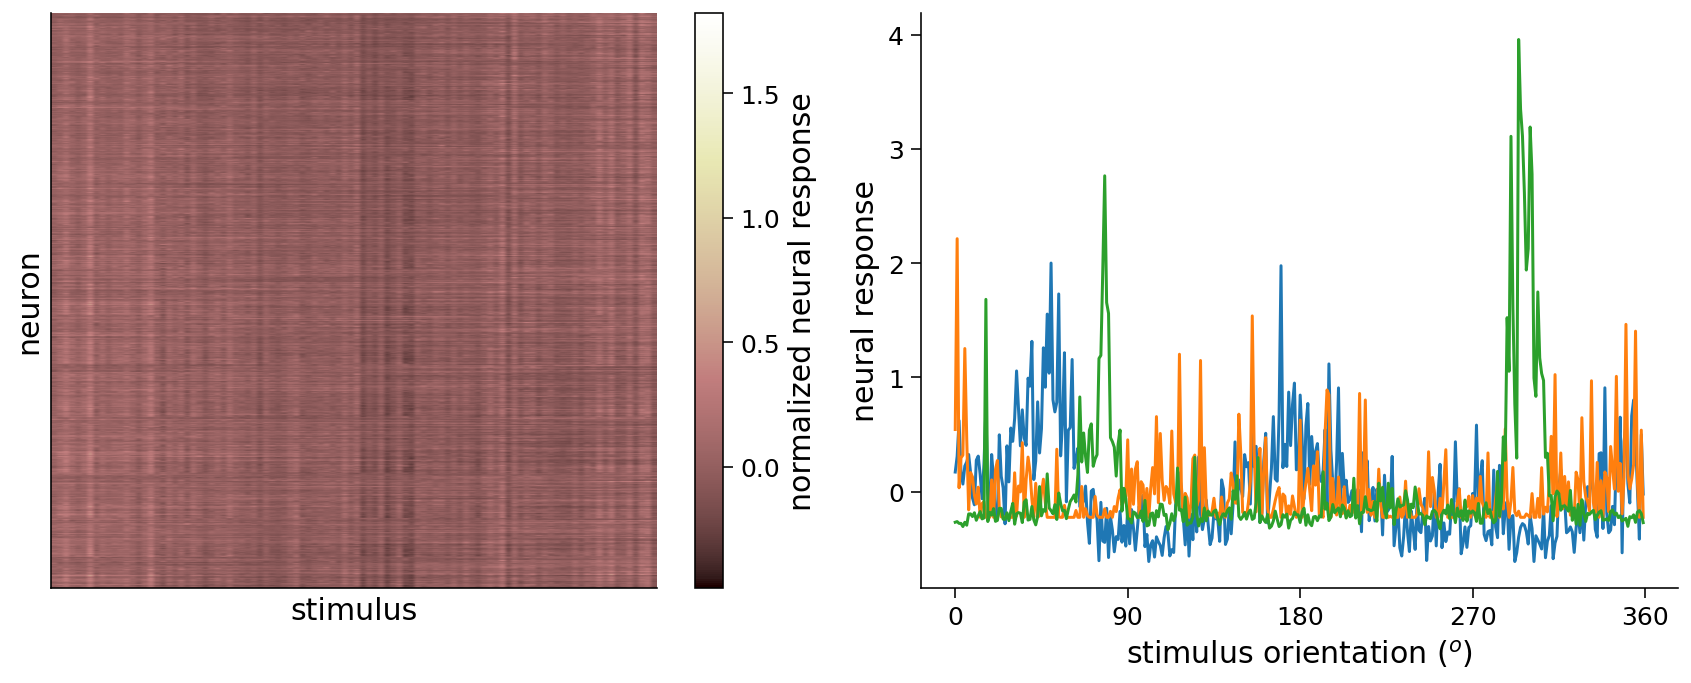 neuron
stimulus
1.5
1.0
0.5
0.0
normalized neural response
4
3
2
1
0
neural response
0 90 180 270 360
stimulus orientation (o)